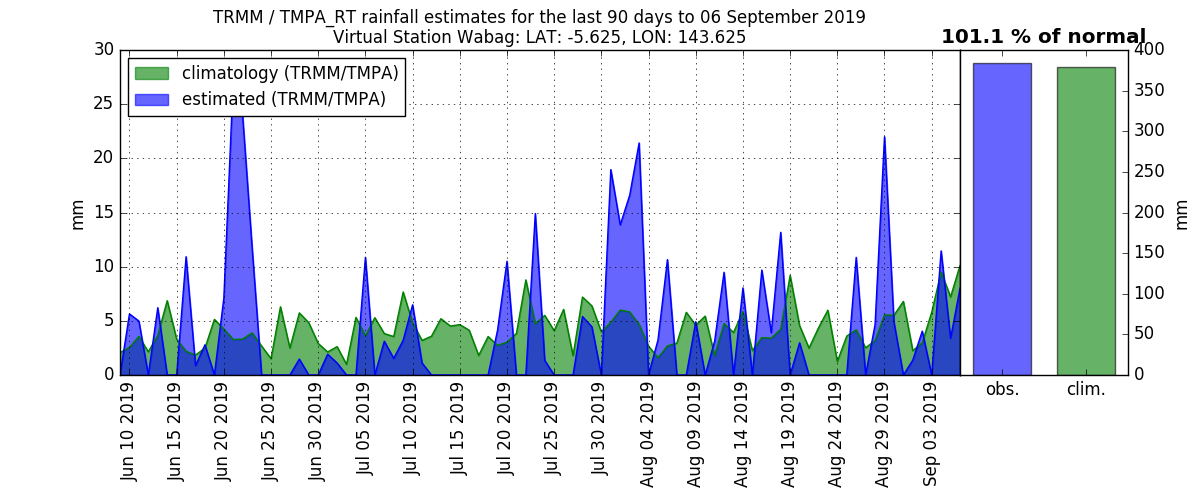 TRMM / TMPA_RT rainfall estimates for the last 90 days to 06 September 2019
Virtual Station Wabag: LAT: -5.625, LON: 143.625
101.1 % of normal
climatology (TRMM/TMPA)
estimated (TRMM/TMPA)
30
25
20
15
10
5
0
mm
Jun 10 2019
Jun 15 2019
Jun 20 2019
Jun 25 2019
Jun 30 2019
Jul 05 2019
Jul 10 2019
Jul 15 2019
Jul 20 2019
Jul 25 2019
Jul 30 2019
Aug 04 2019
Aug 09 2019
Aug 14 2019
Aug 19 2019
Aug 24 2019
Aug 29 2019
Sep 03 2019
obs.
clim.
400
350
300
250
200
150
100
50
0
mm